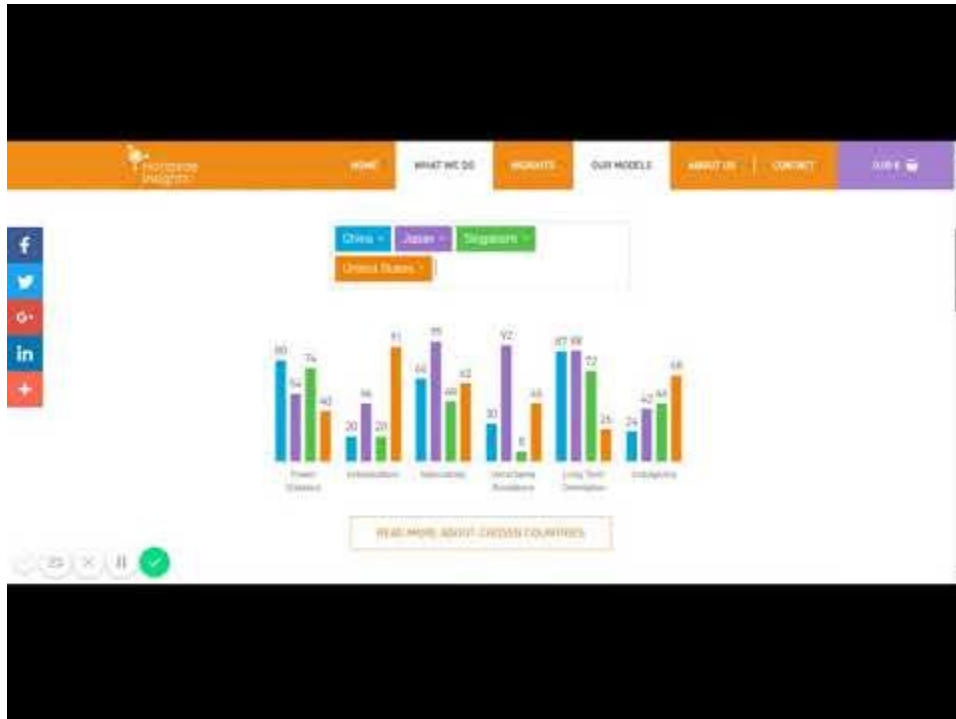 Hofstede
Insights
HOME
WHAT WE DO
INSIGHTS
OUR MODELS
ABOUT US
CONTACT
f
G+
in
+
China
Japan
Singapore
United States
80
54
74
40
20
46
20
91
66
95
48
62
30
92
8
46
87
88
72
26
24
42
46
68
Power
Distance
Individualism
Masculinity
Uncertainty
Avoidance
Long Term
Orientation
Indulgence
READ MORE ABOUT CHOSEN COUNTRIES